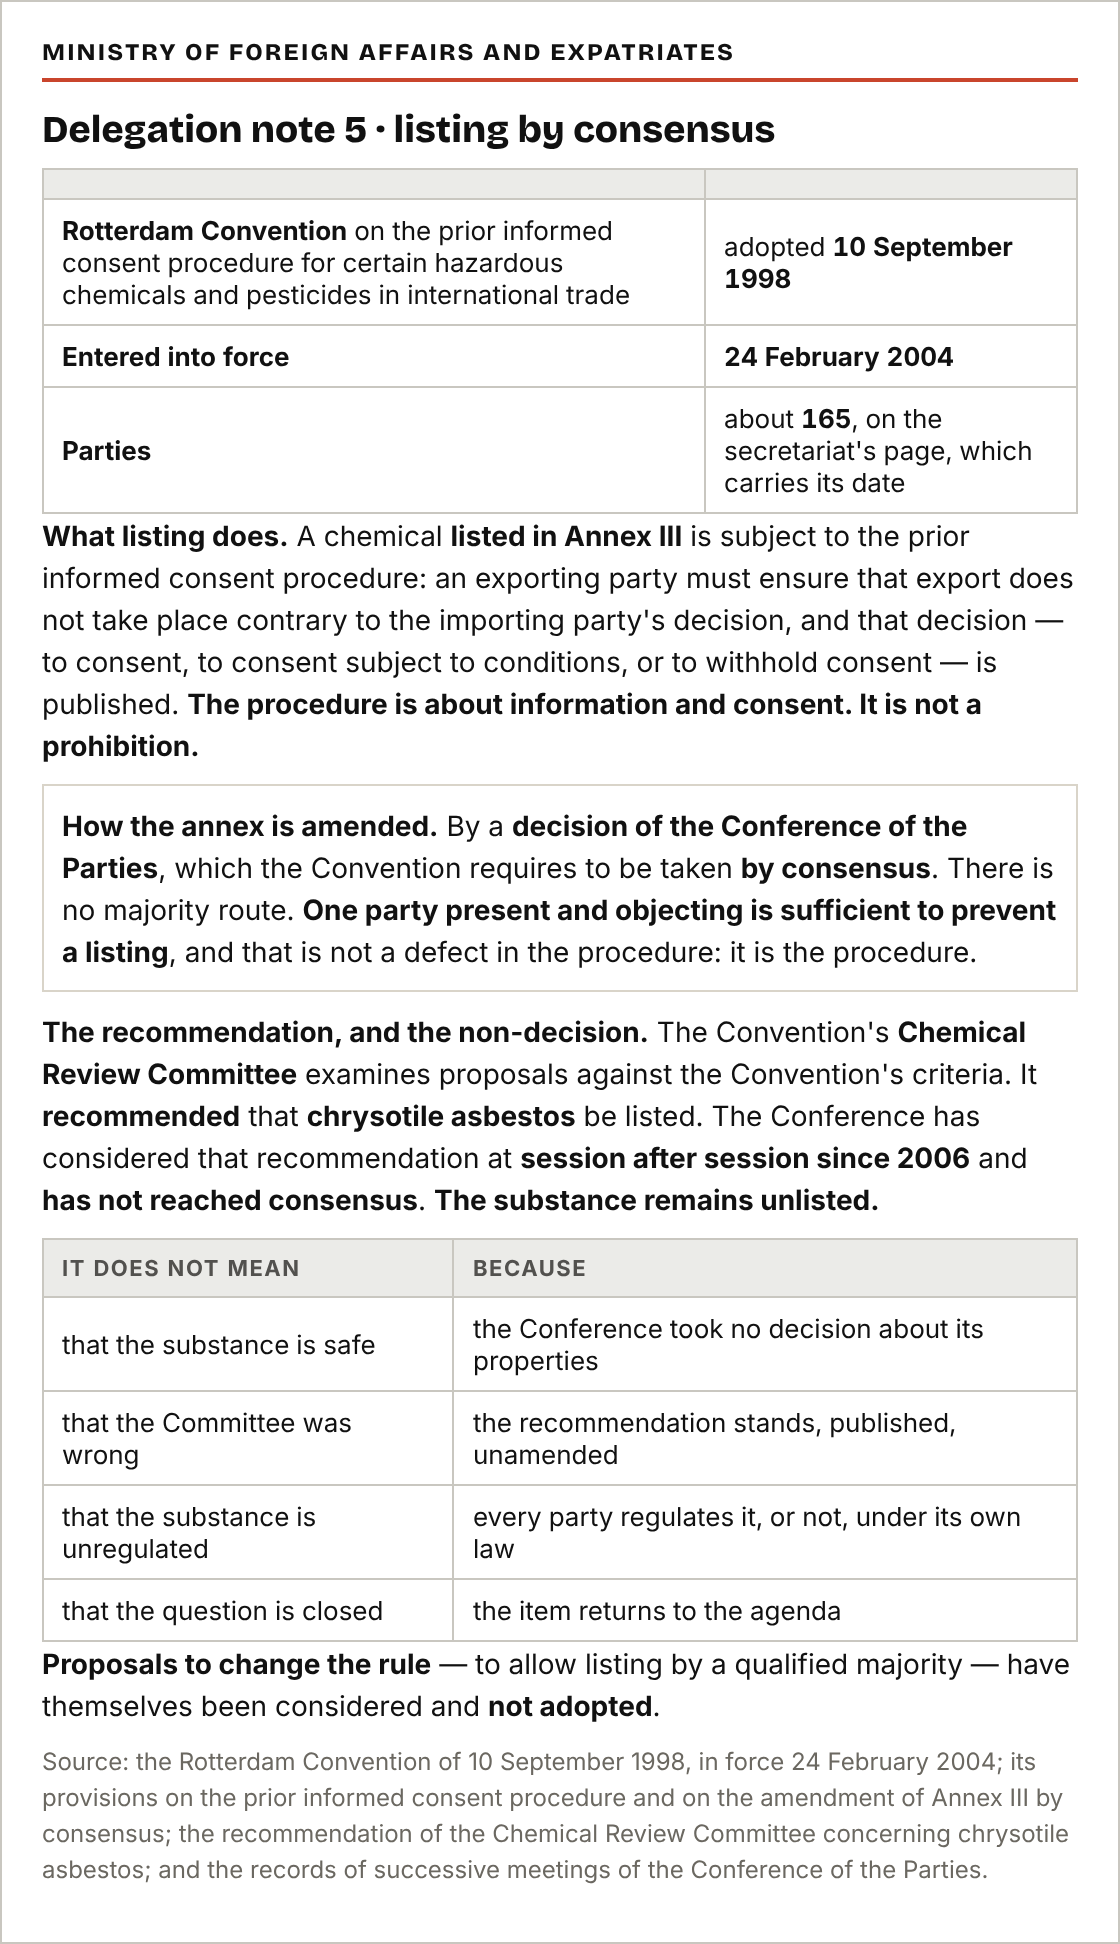 MINISTRY OF FOREIGN AFFAIRS AND EXPATRIATES
Delegation note 5 · listing by consensus
Rotterdam Convention on the prior informed
consent procedure for certain hazardous
chemicals and pesticides in international trade
adopted 10 September
1998
Entered into force
24 February 2004
Parties
about 165, on the
secretariat's page, which
carries its date
What listing does. A chemical listed in Annex III is subject to the prior
informed consent procedure: an exporting party must ensure that export does
not take place contrary to the importing party's decision, and that decision —
to consent, to consent subject to conditions, or to withhold consent — is
published. The procedure is about information and consent. It is not a
prohibition.
How the annex is amended. By a decision of the Conference of the
Parties, which the Convention requires to be taken by consensus. There is
no majority route. One party present and objecting is sufficient to prevent
a listing, and that is not a defect in the procedure: it is the procedure.
The recommendation, and the non-decision. The Convention's Chemical
Review Committee examines proposals against the Convention's criteria. It
recommended that chrysotile asbestos be listed. The Conference has
considered that recommendation at session after session since 2006 and
has not reached consensus. The substance remains unlisted.
IT DOES NOT MEAN
BECAUSE
that the substance is safe
the Conference took no decision about its
properties
that the Committee was
wrong
the recommendation stands, published,
unamended
that the substance is
unregulated
every party regulates it, or not, under its own
law
that the question is closed
the item returns to the agenda
Proposals to change the rule — to allow listing by a qualified majority — have
themselves been considered and not adopted.
Source: the Rotterdam Convention of 10 September 1998, in force 24 February 2004; its
provisions on the prior informed consent procedure and on the amendment of Annex III by
consensus; the recommendation of the Chemical Review Committee concerning chrysotile
asbestos; and the records of successive meetings of the Conference of the Parties.